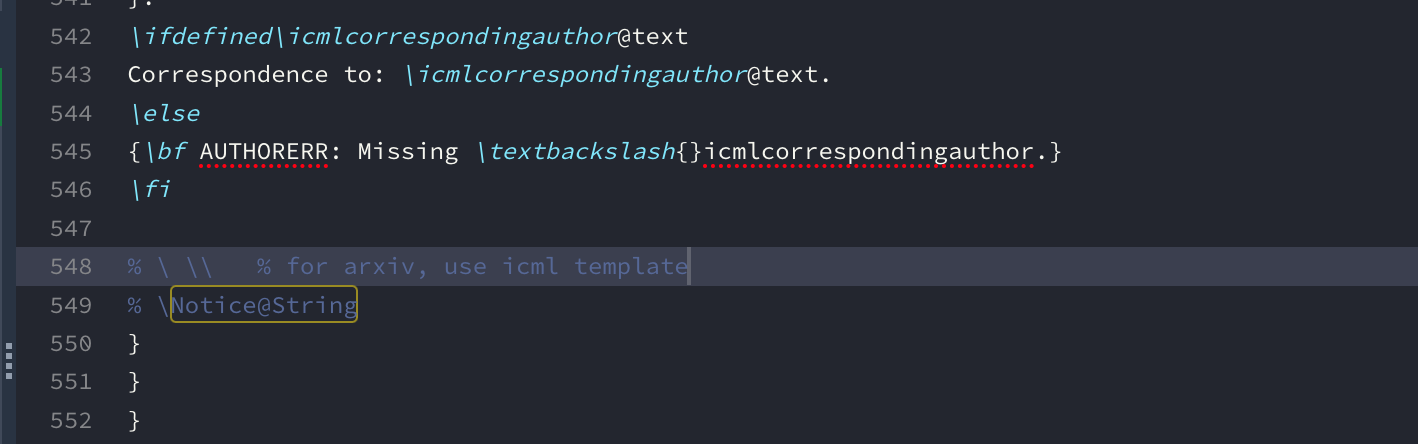 542 \ifdefined\icmlcorrespondingauthor@text
543 Correspondence to: \icmlcorrespondingauthor@text.
544 \else
545 {\bf AUTHORERR: Missing \textbackslash{}icmlcorrespondingauthor.}
546 \fi
547
548 % \ \\   % for arxiv, use icml template
549 % \Notice@String
550 }
551 }
552 }